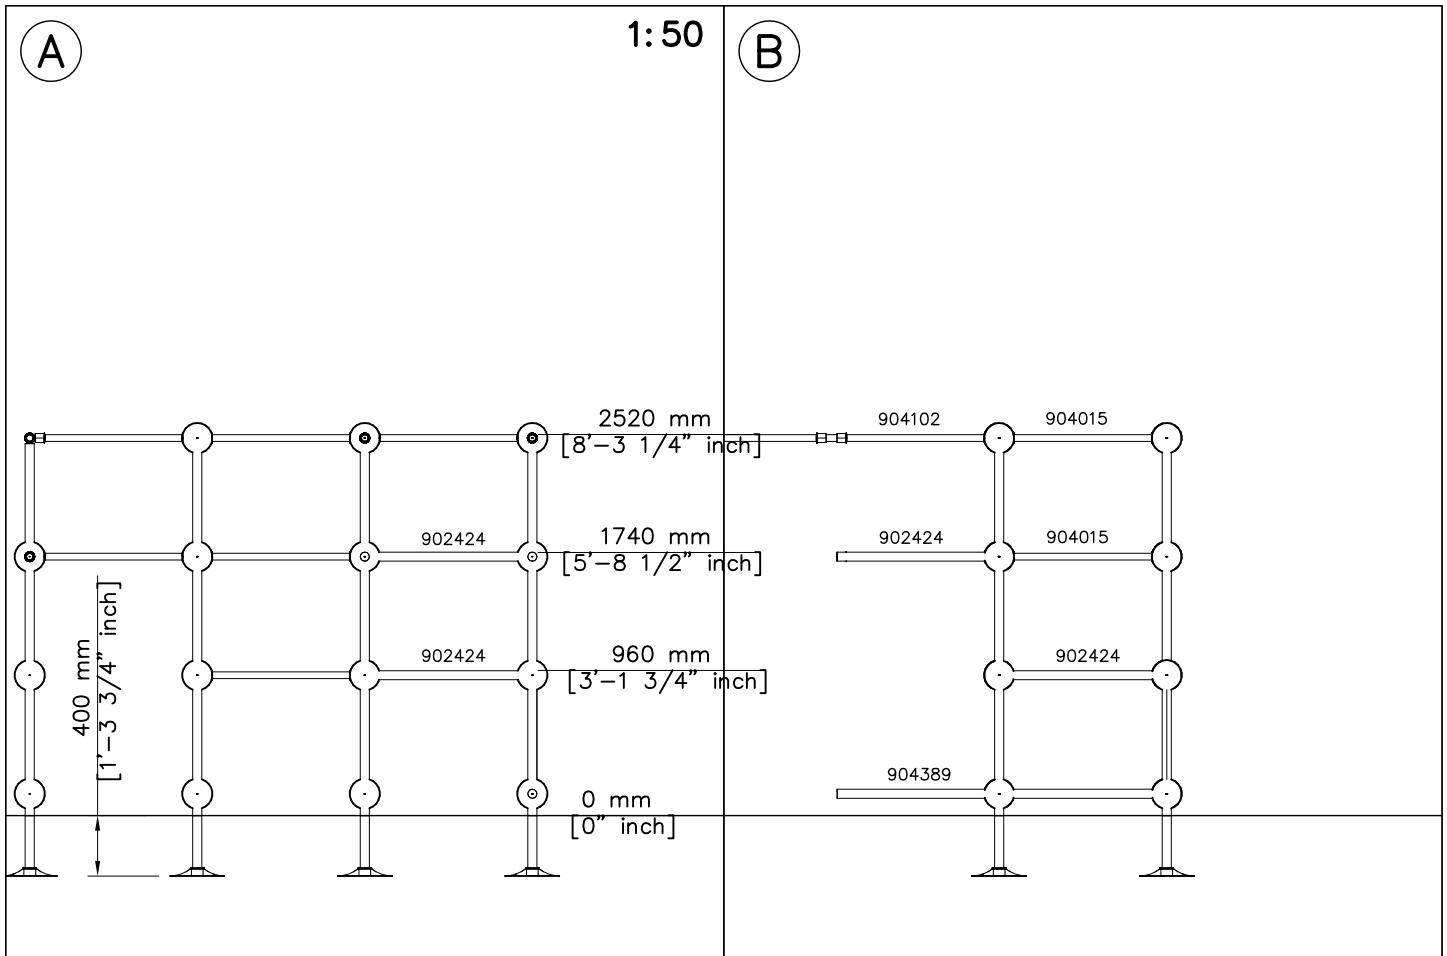 A
1:50
B
2520 mm
[8'-3 1/4" inch]
904102
904015
902424
1740 mm
[5'-8 1/2" inch]
902424
904015
902424
960 mm
[3'-1 3/4" inch]
902424
400 mm
[1'-3 3/4" inch]
904389
0 mm
[0" inch]